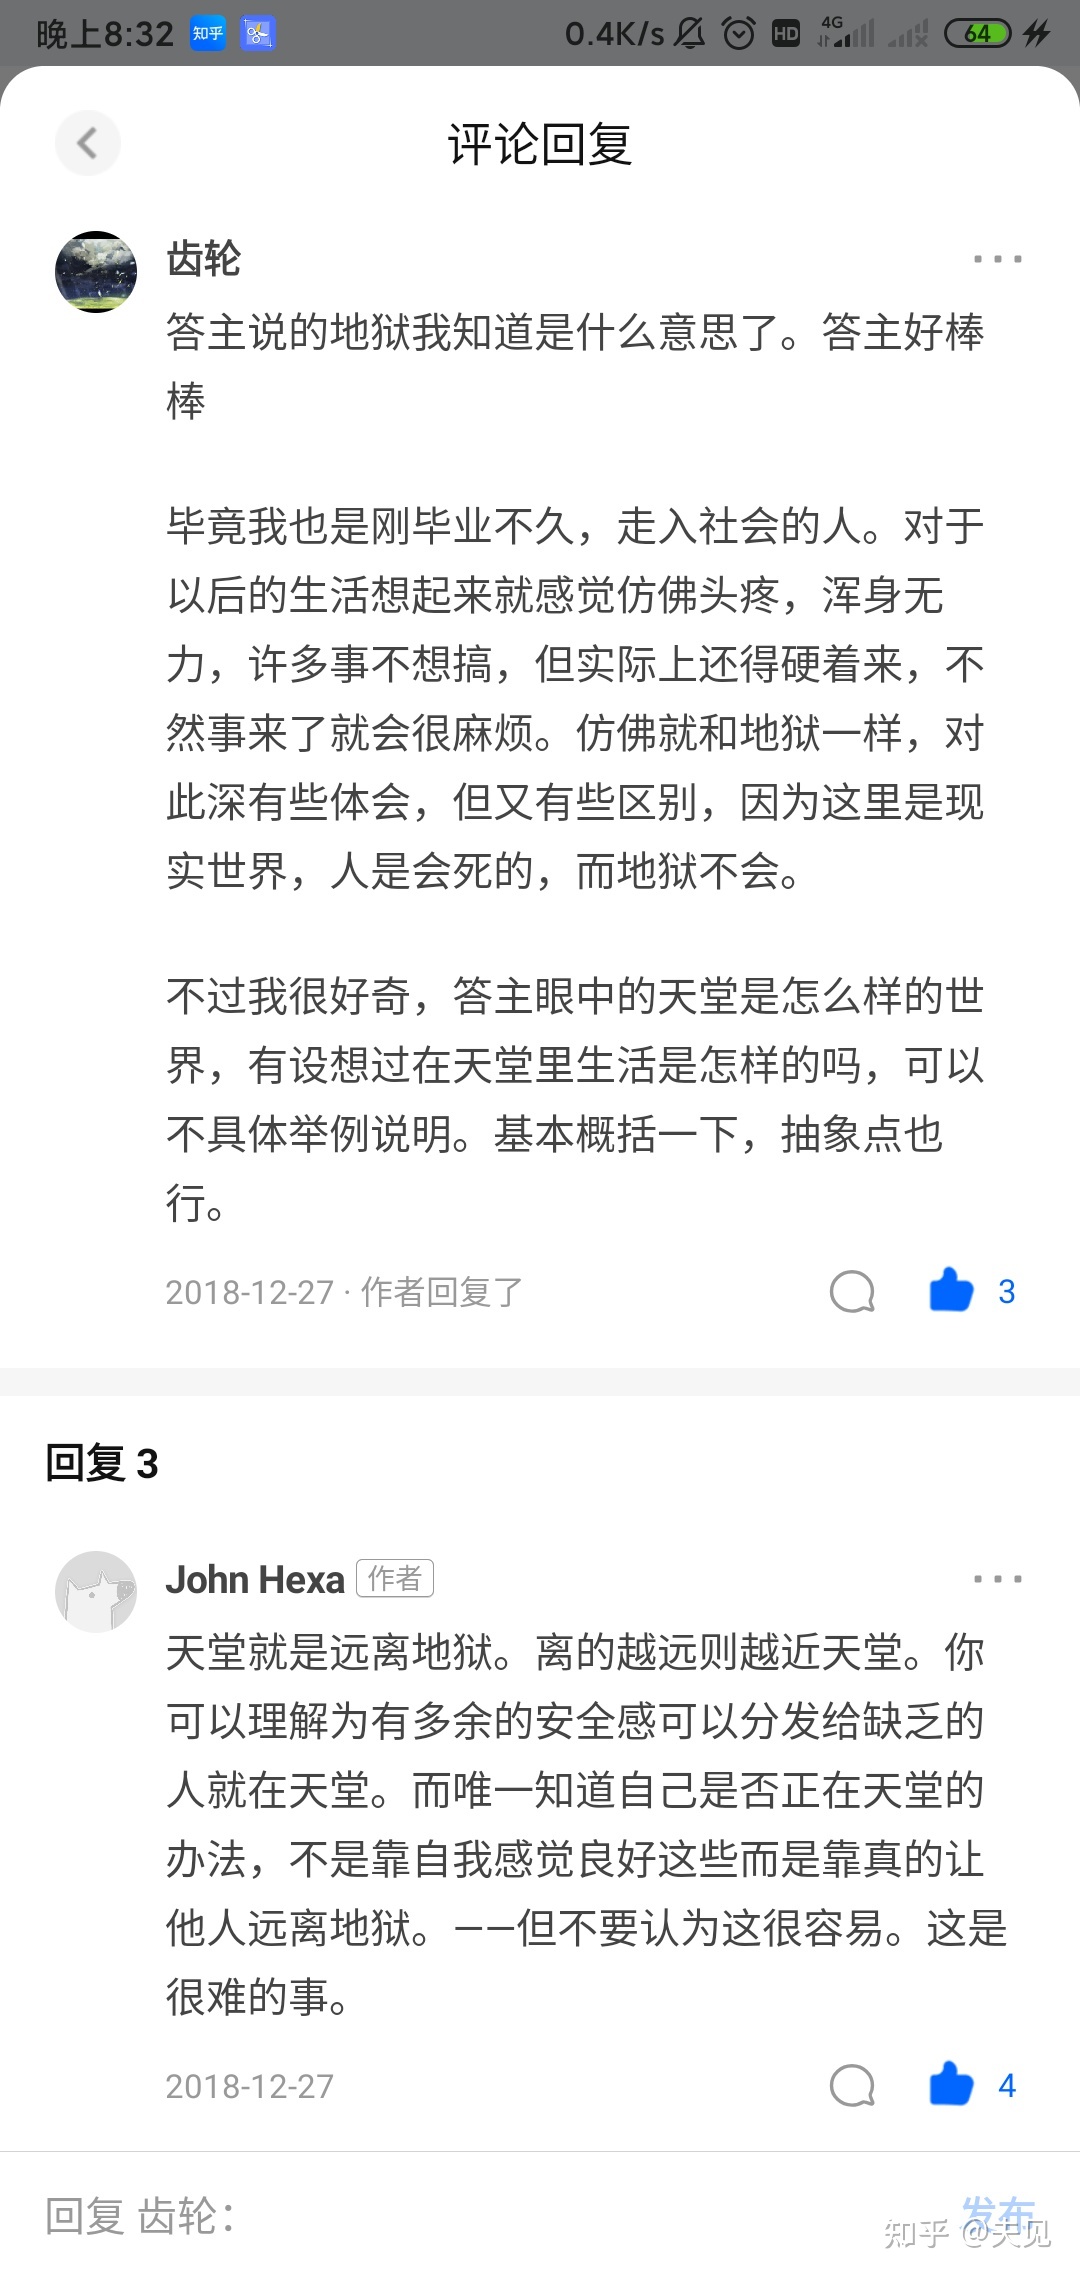 晚上8:32 知乎 0.4K/s HD 4G 64
评论回复
齿轮
答主说的地狱我知道是什么意思了。答主好棒
棒
毕竟我也是刚毕业不久，走入社会的人。对于
以后的生活想起来就感觉仿佛头疼，浑身无
力，许多事不想搞，但实际上还得硬着来，不
然事来了就会很麻烦。仿佛就和地狱一样，对
此深有些体会，但又有些区别，因为这里是现
实世界，人是会死的，而地狱不会。
不过我很好奇，答主眼中的天堂是怎么样的世
界，有设想过在天堂里生活是怎样的吗，可以
不具体举例说明。基本概括一下，抽象点也
行。
2018-12-27 · 作者回复了 3
回复 3
John Hexa 作者
天堂就是远离地狱。离的越远则越近天堂。你
可以理解为有多余的安全感可以分发给缺乏的
人就在天堂。而唯一知道自己是否正在天堂的
办法，不是靠自我感觉良好这些而是靠真的让
他人远离地狱。——但不要认为这很容易。这是
很难的事。
2018-12-27 4
回复 齿轮： 发布
知乎 @天见